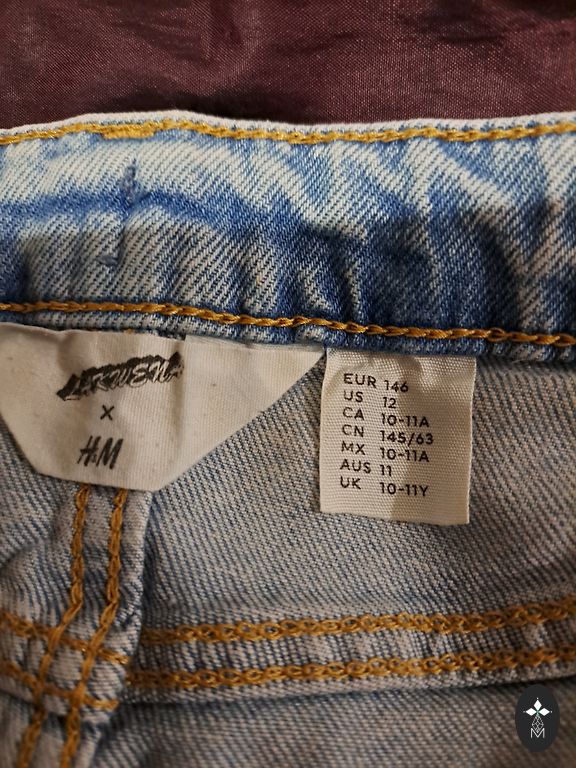 ×
H&M
EUR 146
US 12
CA 10-11A
CN 145/63
MX 10-11A
AUS 11
UK 10-11Y
M